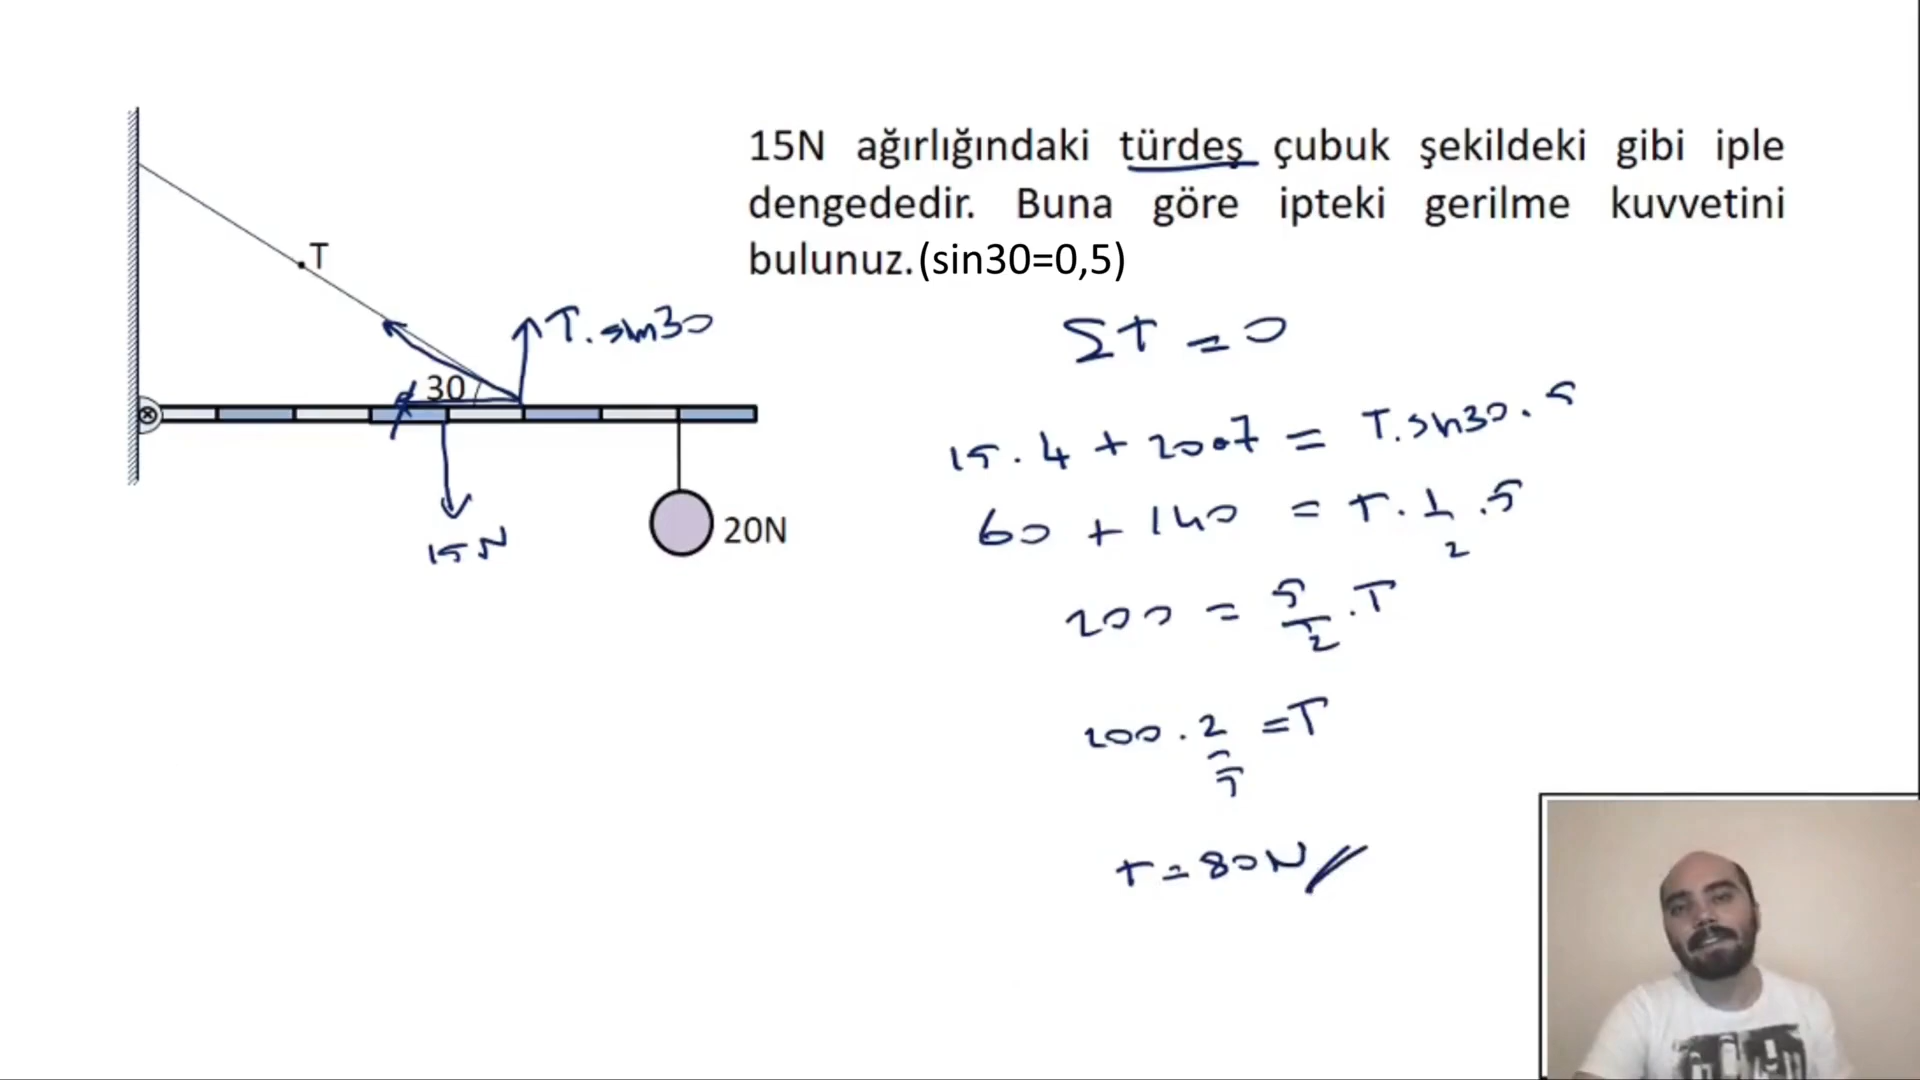 15N ağırlığındaki türdeş çubuk şekildeki gibi iple
dengededir. Buna göre ipteki gerilme kuvvetini
bulunuz.(sin30=0,5)
T
T.sin30
30
15N
20N
ΣT=0
15.4+20.7=T.sin30.5
60+140=T.1/2.5
200=5/2.T
200.2/5=T
T=80N